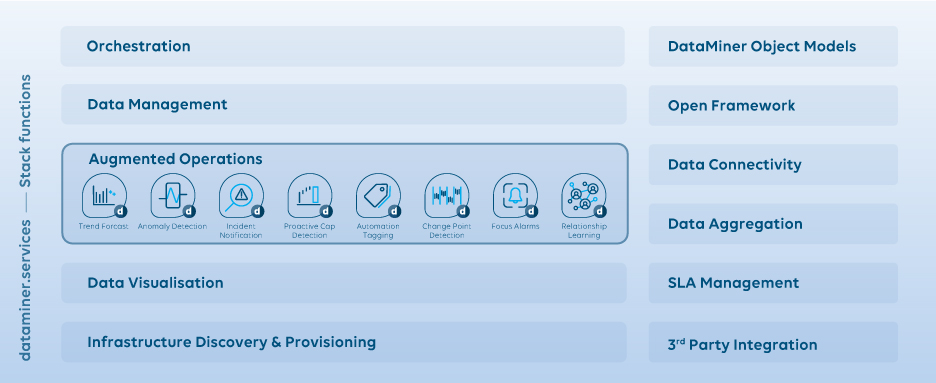 dataminer.services — Stack functions
Orchestration
Data Management
Augmented Operations
Trend Forcast
Anomaly Detection
Incident
Notification
Proactive Cap
Detection
Automation
Tagging
Change Point
Detection
Focus Alarms
Relationship
Learning
d
d
d
d
d
d
d
d
Data Visualisation
Infrastructure Discovery & Provisioning
DataMiner Object Models
Open Framework
Data Connectivity
Data Aggregation
SLA Management
3rd Party Integration